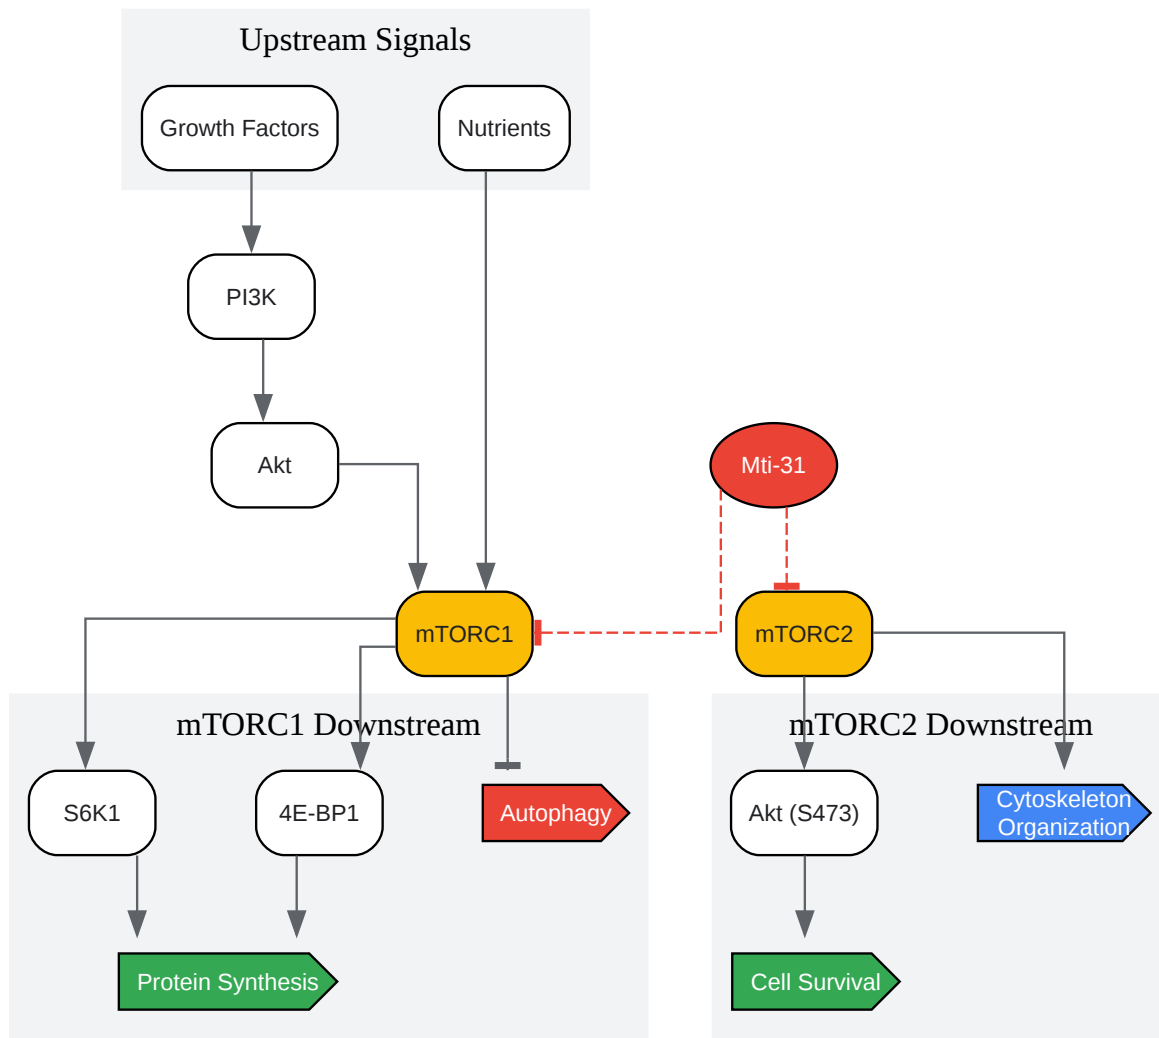 Upstream Signals
Growth Factors
Nutrients
PI3K
Akt
Mti-31
mTORC1
mTORC2
mTORC1 Downstream
mTORC2 Downstream
S6K1
4E-BP1
Autophagy
Akt (S473)
Cytoskeleton
Organization
Protein Synthesis
Cell Survival